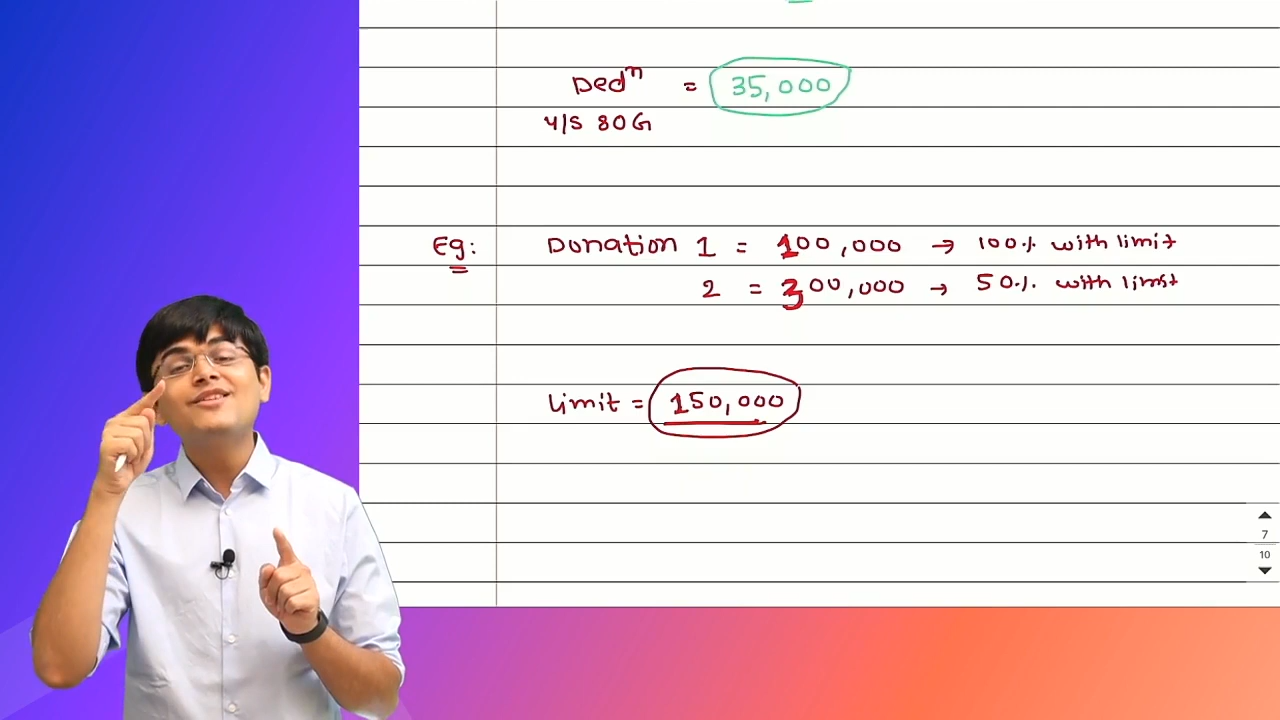 Dedⁿ = 35,000
u/s 80G
Eg: Donation 1 = 100,000 → 100% with limit
2 = 300,000 → 50% with limit
Limit = 150,000
7
10